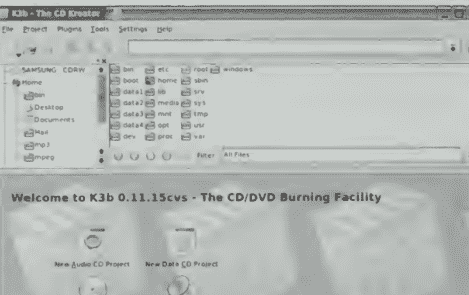 K3b - The CD Kreator
File Project Plugins Tools Settings Help
SAMSUNG CDRW
Home
bin
Desktop
Documents
Mail
mp3
mpeg
bin etc root windows
boot home sbin
data1 lib srv
data2 media sys
data3 mnt tmp
data4 opt usr
dev proc var
Filter All Files
Welcome to K3b 0.11.15cvs - The CD/DVD Burning Facility
New Audio CD Project New Data CD Project